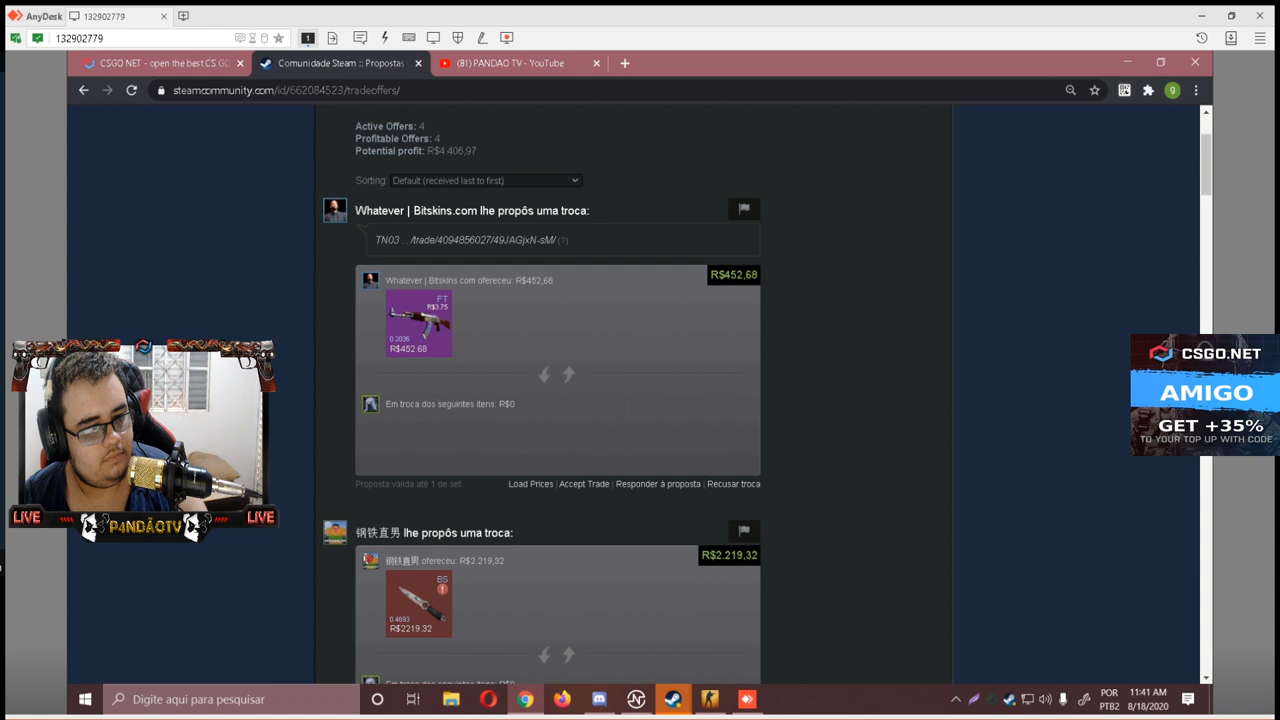 AnyDesk
132902779
132902779
1
CSGO NET - open the best CS GO
Comunidade Steam :: Propostas
(81) PANDAO TV - YouTube
steamcommunity.com/id/662084523/tradeoffers/
g
Active Offers: 4
Profitable Offers: 4
Potential profit: R$4.406,97
Sorting: Default (received last to first)
Whatever | Bitskins.com lhe propôs uma troca:
TN03 ... /trade/4094856027/49JAGjxN-sM/ (?)
Whatever | Bitskins.com ofereceu: R$452,68
R$452,68
FT
R$3.75
0.2036
R$452.68
Em troca dos seguintes itens: R$0
Proposta válida até 1 de set
Load Prices | Accept Trade | Responder à proposta | Recusar troca
钢铁直男 lhe propôs uma troca:
钢铁直男 ofereceu: R$2.219,32
R$2.219,32
BS
0.4693
R$2219.32
Em troca dos seguintes itens: R$0
CSGO.NET
AMIGO
GET +35%
TO YOUR TOP UP WITH CODE
LIVE
P4NDÃOTV
LIVE
Digite aqui para pesquisar
POR
PTB2
11:41 AM
8/18/2020